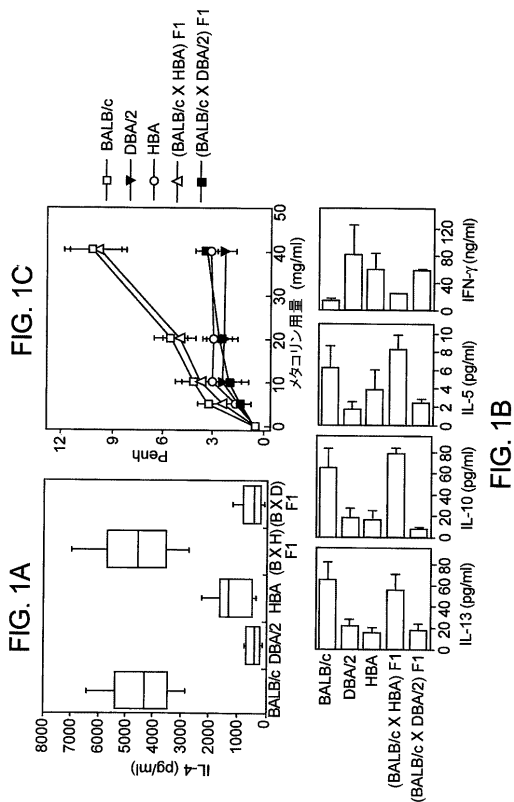 FIG. 1A
IL-4 (pg/ml)
8000
7000
6000
5000
4000
3000
2000
1000
0
BALB/c DBA/2 HBA (B X H) (B X D)
F1 F1
FIG. 1C
Penh
12
9
6
3
0
0 10 20 30 40 50
メタコリン用量 (mg/ml)
BALB/c
DBA/2
HBA
(BALB/c X HBA) F1
(BALB/c X DBA/2) F1
BALB/c
DBA/2
HBA
(BALB/c X HBA) F1
(BALB/c X DBA/2) F1
0 20 40 60 80
IL-13 (pg/ml)
0 20 40 60 80
IL-10 (pg/ml)
0 2 4 6 8 10
IL-5 (pg/ml)
0 40 80 120
IFN-γ (ng/ml)
FIG. 1B